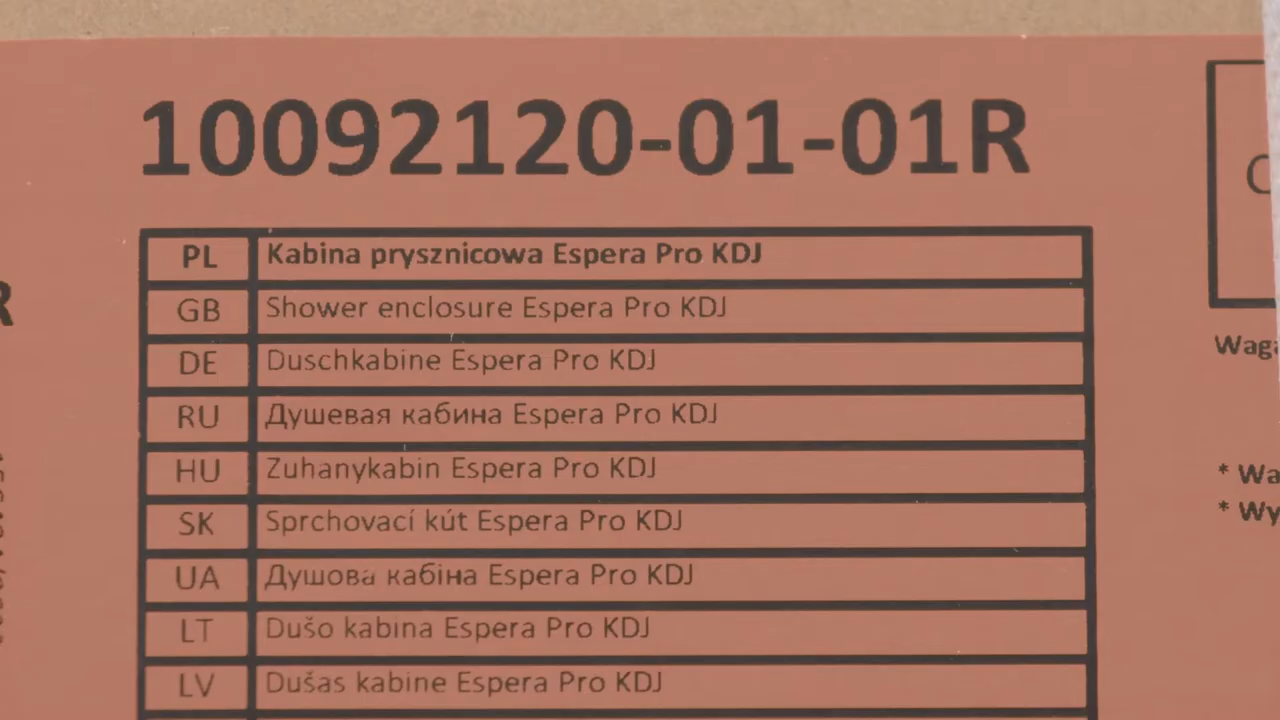 10092120-01-01R
PL Kabina prysznicowa Espera Pro KDJ
GB Shower enclosure Espera Pro KDJ
DE Duschkabine Espera Pro KDJ
RU Душевая кабина Espera Pro KDJ
HU Zuhanykabin Espera Pro KDJ
SK Sprchovací kút Espera Pro KDJ
UA Душова кабіна Espera Pro KDJ
LT Dušo kabina Espera Pro KDJ
LV Dušas kabine Espera Pro KDJ